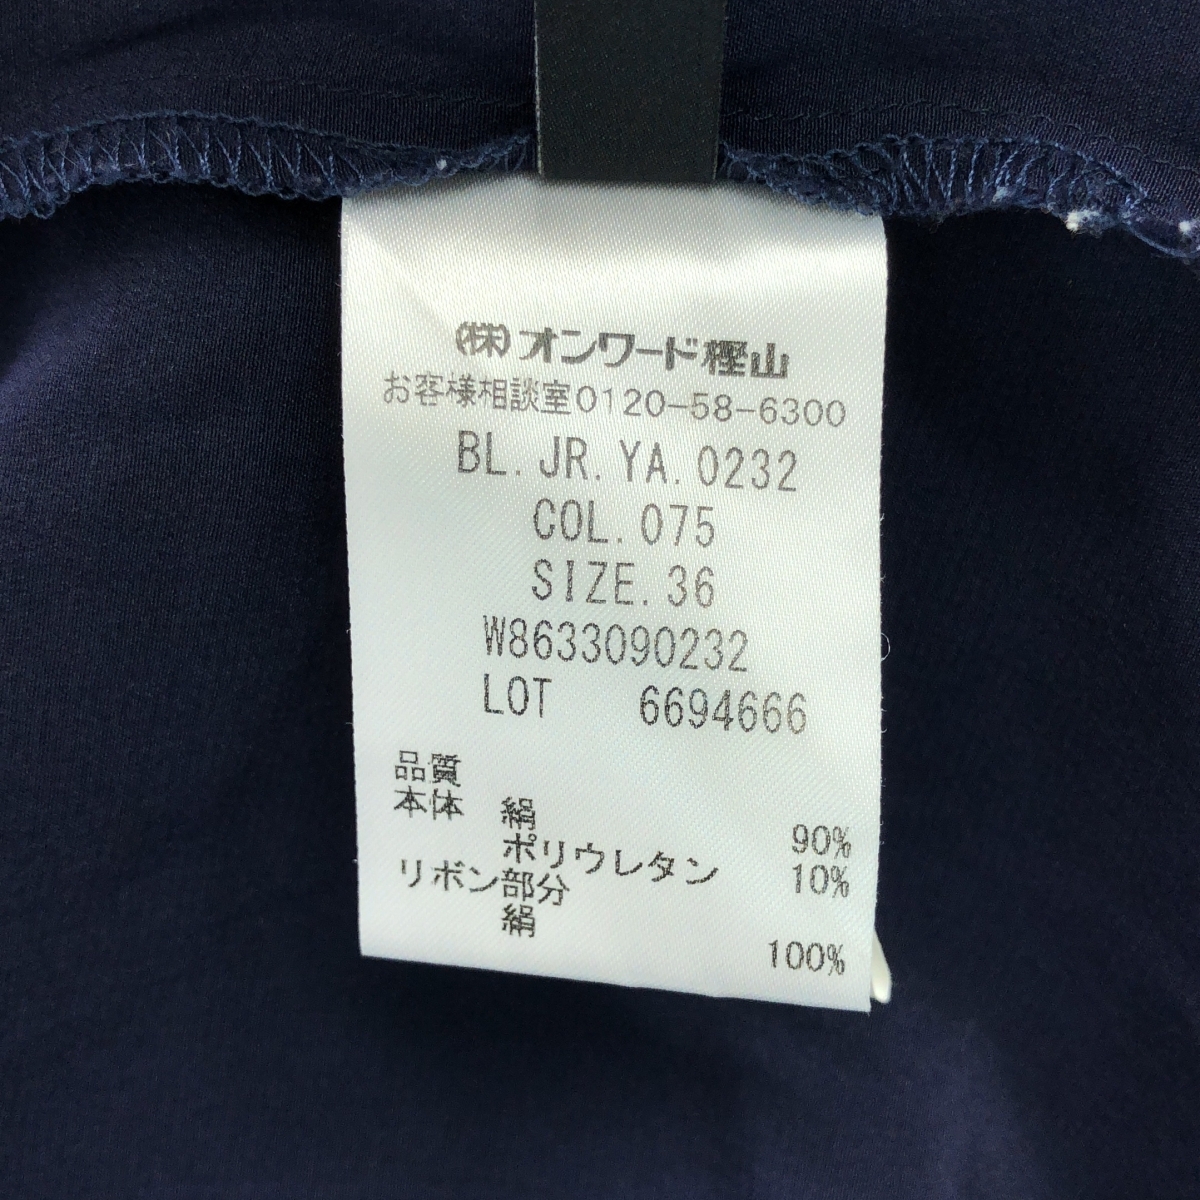 (株)オンワード樫山
お客様相談室0120-58-6300
BL.JR.YA.0232
COL.075
SIZE.36
W8633090232
LOT 6694666
品質
本体 絹 90%
ポリウレタン 10%
リボン部分
絹 100%